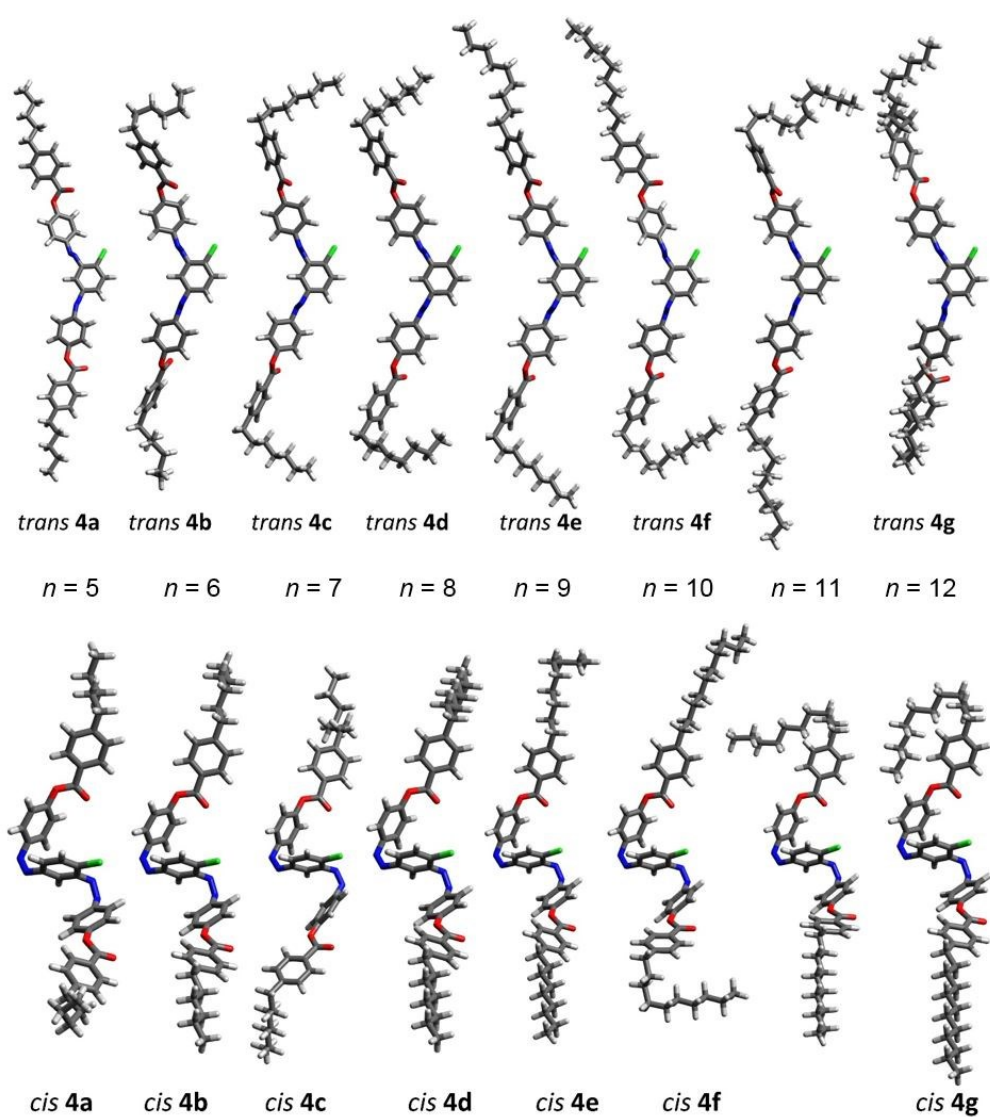 trans 4a trans 4b trans 4c trans 4d trans 4e trans 4f trans 4g
n = 5 n = 6 n = 7 n = 8 n = 9 n = 10 n = 11 n = 12
cis 4a cis 4b cis 4c cis 4d cis 4e cis 4f cis 4g